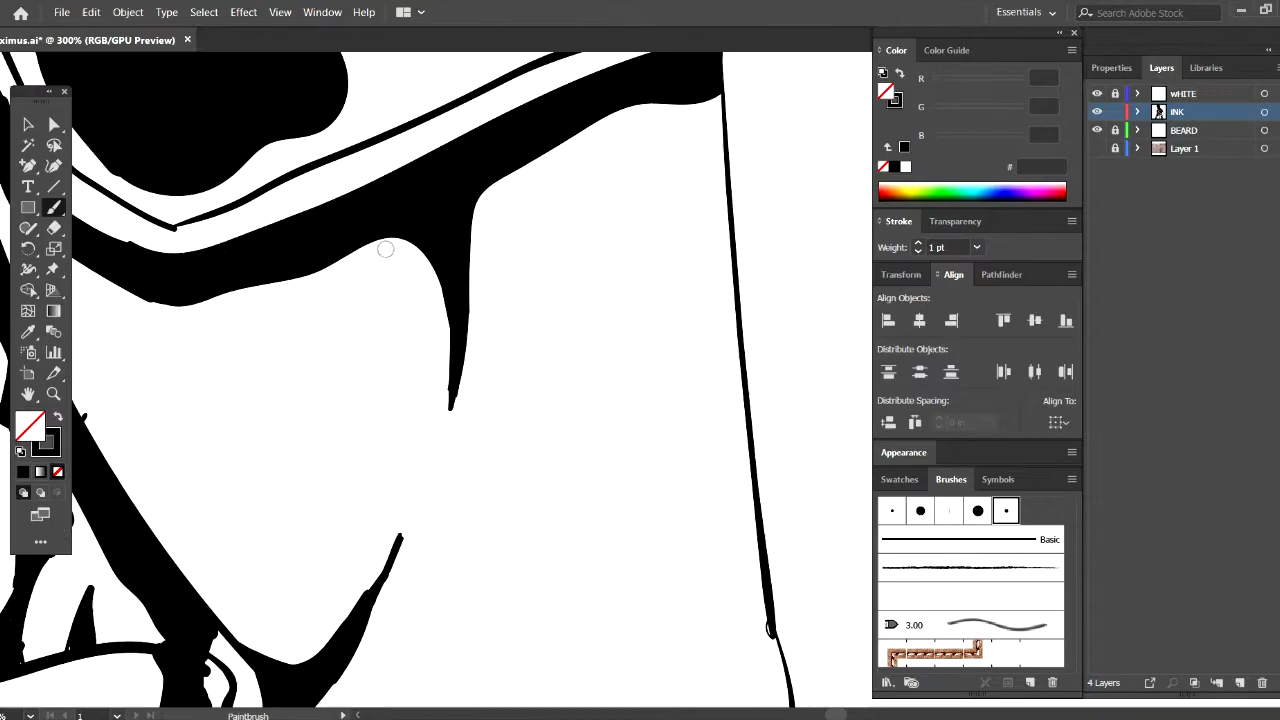 File Edit Object Type Select Effect View Window Help
Essentials
Search Adobe Stock
ximus.ai* @ 300% (RGB/GPU Preview)
Color Color Guide
R
G
B
#
Stroke Transparency
Weight: 1 pt
Transform Align Pathfinder
Align Objects:
Distribute Objects:
Distribute Spacing: Align To:
Appearance
Swatches Brushes Symbols
Basic
3.00
Properties Layers Libraries
WHITE
INK
BEARD
Layer 1
4 Layers
% 1 Paintbrush